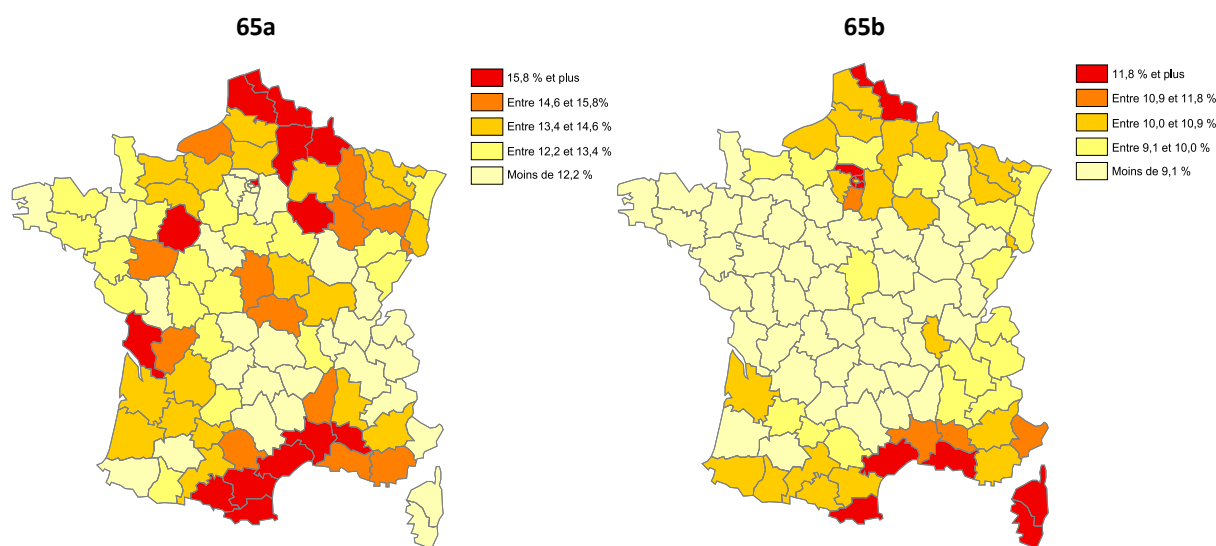 65a
15,8 % et plus
Entre 14,6 et 15,8%
Entre 13,4 et 14,6 %
Entre 12,2 et 13,4 %
Moins de 12,2 %
65b
11,8 % et plus
Entre 10,9 et 11,8 %
Entre 10,0 et 10,9 %
Entre 9,1 et 10,0 %
Moins de 9,1 %